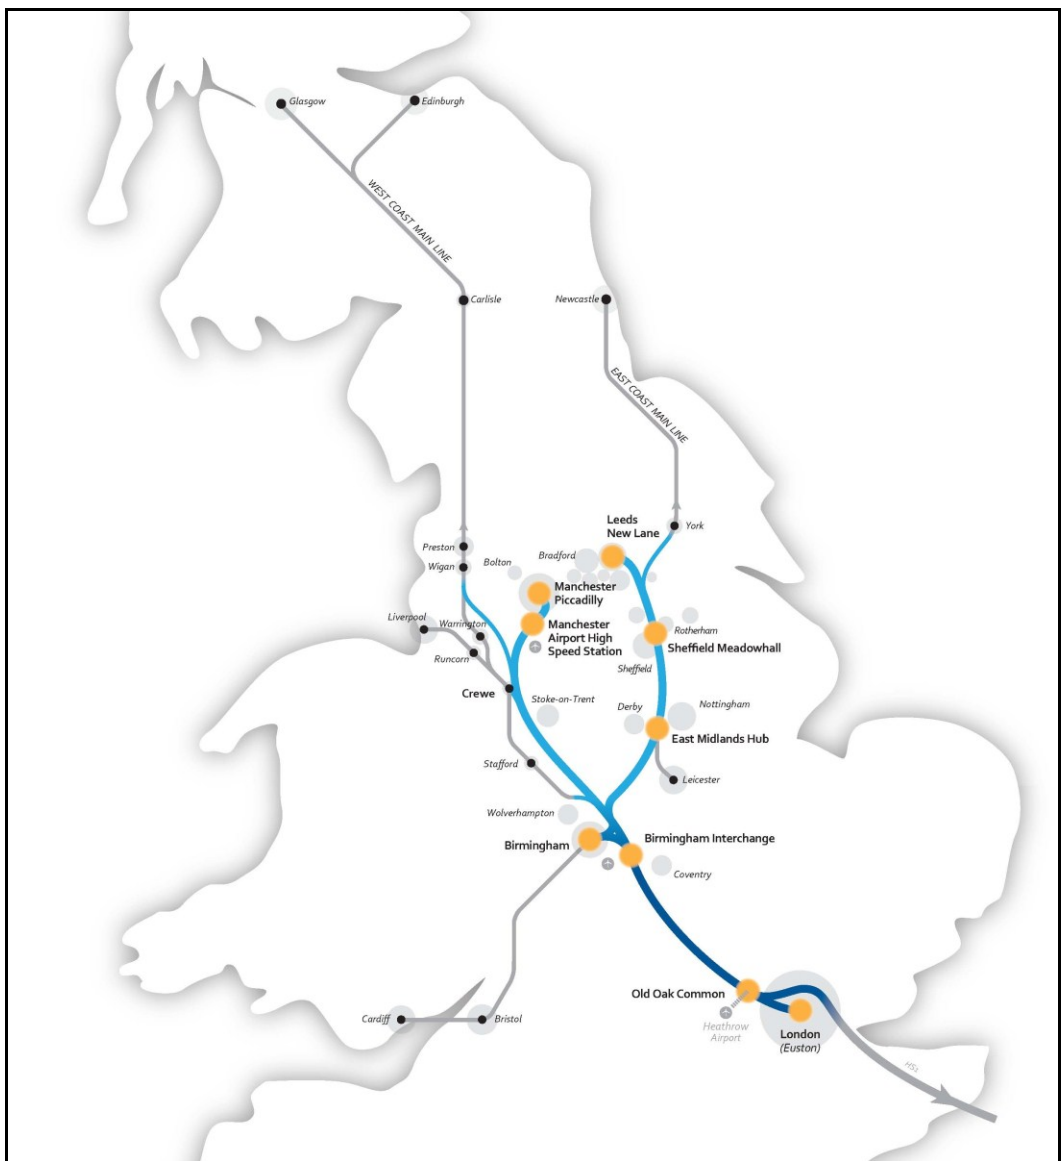 Glasgow
Edinburgh
WEST COAST MAIN LINE
Carlisle
Newcastle
EAST COAST MAIN LINE
Leeds
New Lane
York
Preston
Bradford
Wigan
Bolton
Manchester
Piccadilly
Liverpool
Warrington
Manchester
Airport High
Speed Station
Rotherham
Sheffield Meadowhall
Runcorn
Sheffield
Crewe
Stoke-on-Trent
Derby
Nottingham
East Midlands Hub
Stafford
Leicester
Wolverhampton
Birmingham
Birmingham Interchange
Coventry
Old Oak Common
Cardiff
Bristol
Heathrow
Airport
London
(Euston)
HS1